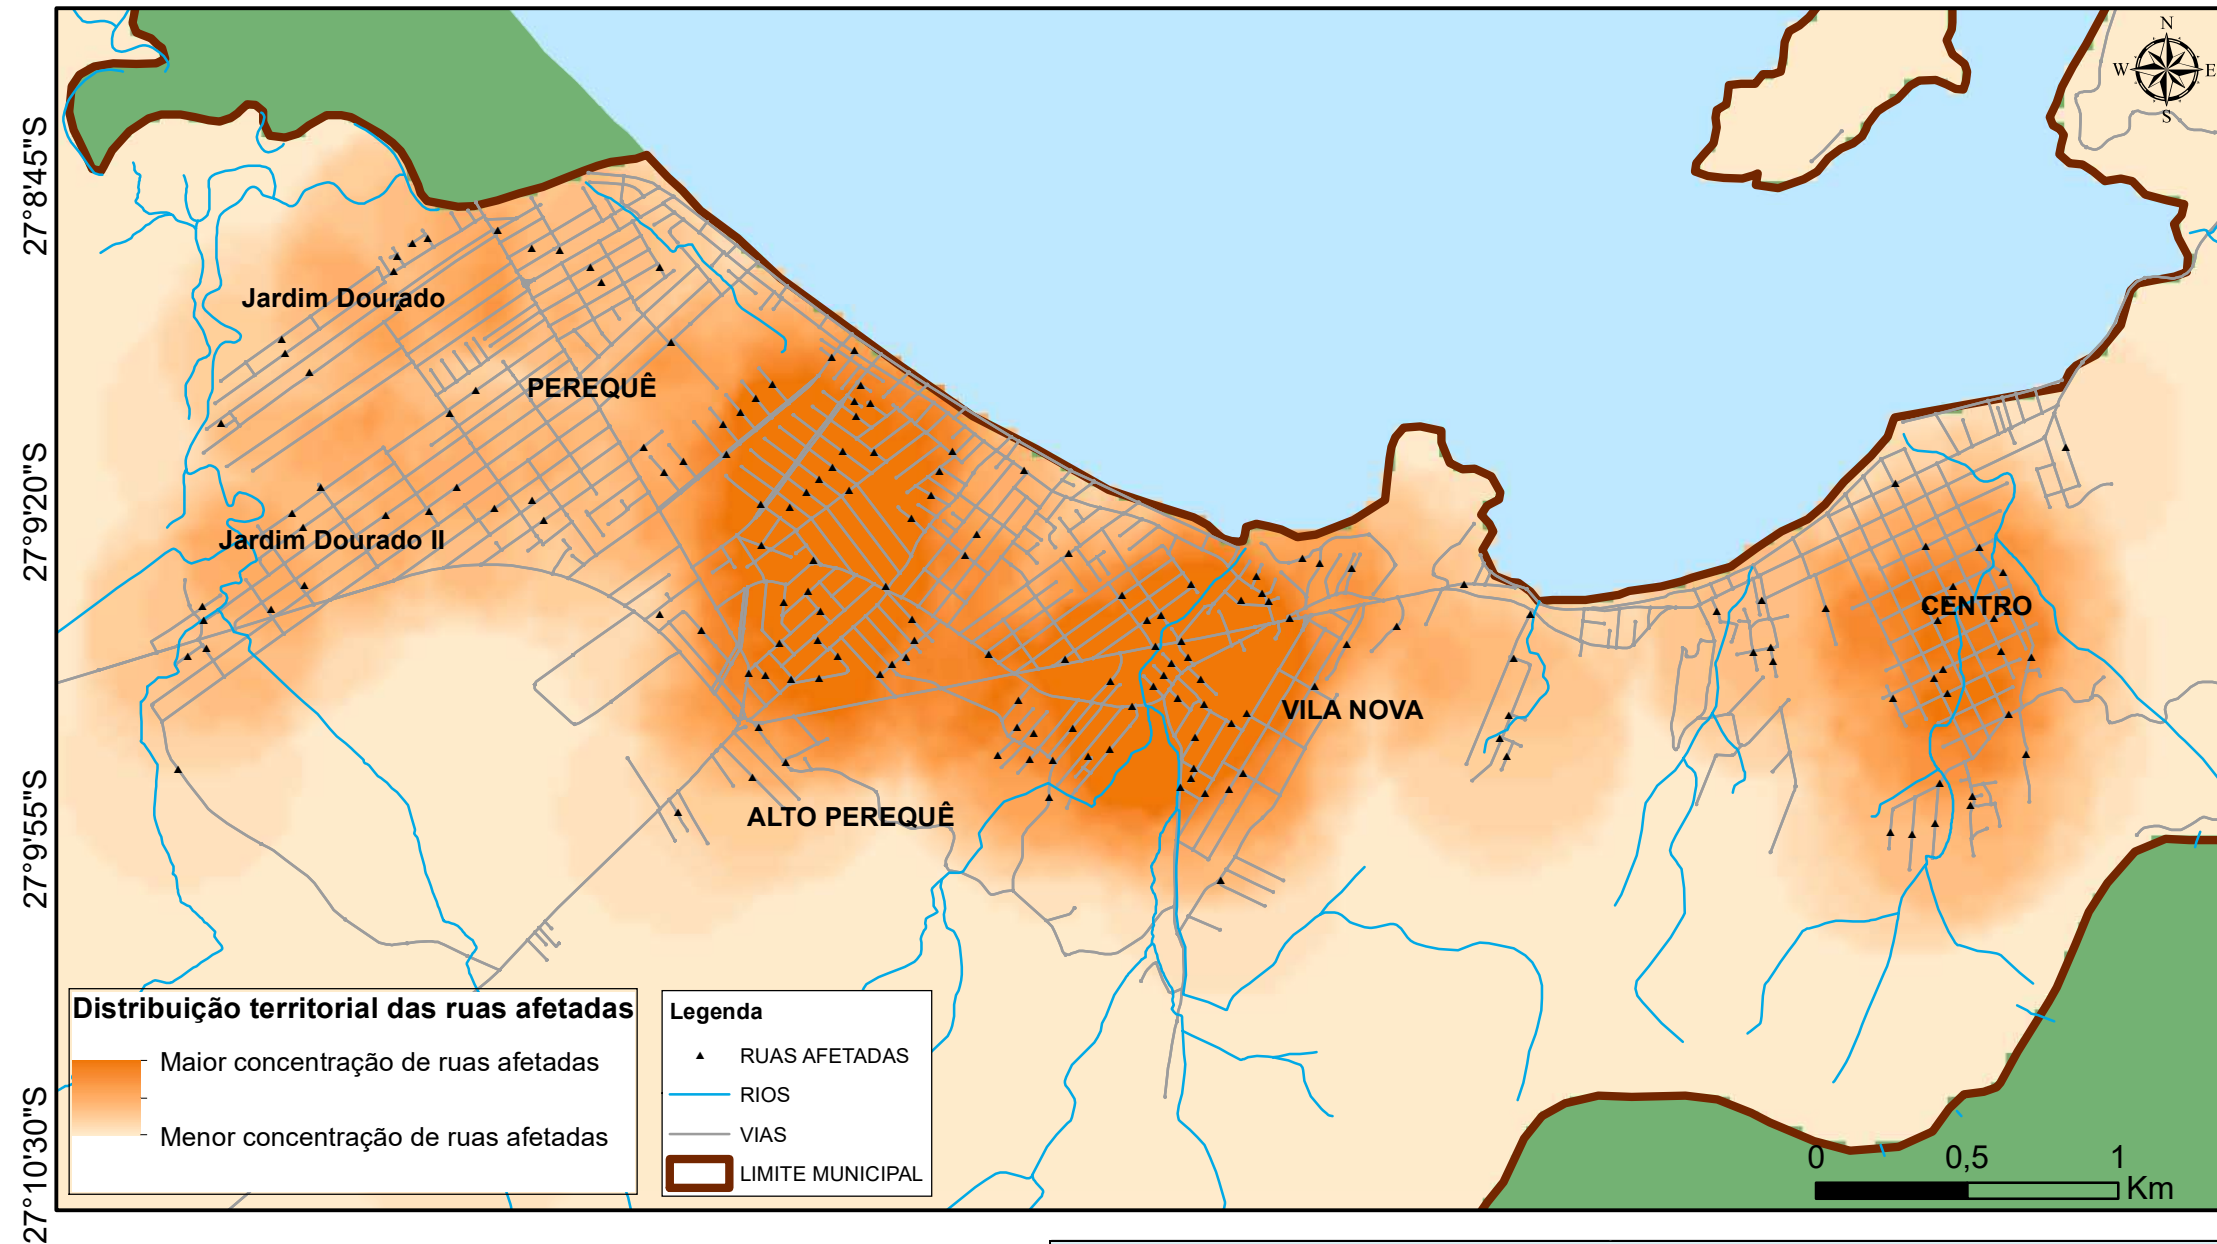 N
W E
S
27°8'45"S
Jardim Dourado
PEREQUÊ
27°9'20"S
Jardim Dourado II
CENTRO
VILA NOVA
ALTO PEREQUÊ
27°9'55"S
Distribuição territorial das ruas afetadas
Maior concentração de ruas afetadas
Menor concentração de ruas afetadas
Legenda
RUAS AFETADAS
RIOS
VIAS
LIMITE MUNICIPAL
0 0,5 1
Km
27°10'30"S